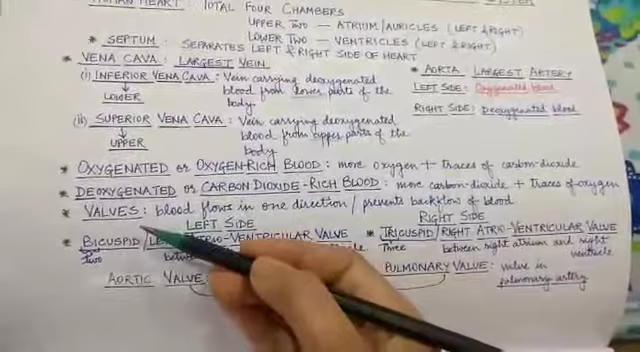 HUMAN HEART: TOTAL FOUR CHAMBERS
SYSTEM
UPPER TWO — ATRIUM/AURICLES (LEFT & RIGHT)
LOWER TWO — VENTRICLES (LEFT & RIGHT)
* SEPTUM: SEPARATES LEFT & RIGHT SIDE OF HEART
* VENA CAVA: LARGEST VEIN
(i) INFERIOR VENA CAVA: Vein carrying deoxygenated
↓ blood from lower parts of the
LOWER body
(ii) SUPERIOR VENA CAVA: Vein carrying deoxygenated
↓ blood from upper parts of the
UPPER body
* AORTA LARGEST ARTERY
LEFT SIDE: Oxygenated blood
RIGHT SIDE: Deoxygenated blood
* OXYGENATED or OXYGEN-RICH BLOOD: more oxygen + traces of carbon-dioxide
* DEOXYGENATED or CARBON DIOXIDE-RICH BLOOD: more carbon-dioxide + traces of oxygen
* VALVES: blood flows in one direction/prevents backflow of blood
LEFT SIDE
* BICUSPID/LEFT ATRIO-VENTRICULAR VALVE
Two
AORTIC VALVE:
RIGHT SIDE
* TRICUSPID/RIGHT ATRIO-VENTRICULAR VALVE
Three between right atrium and right
ventricle
PULMONARY VALVE: valve in
pulmonary artery